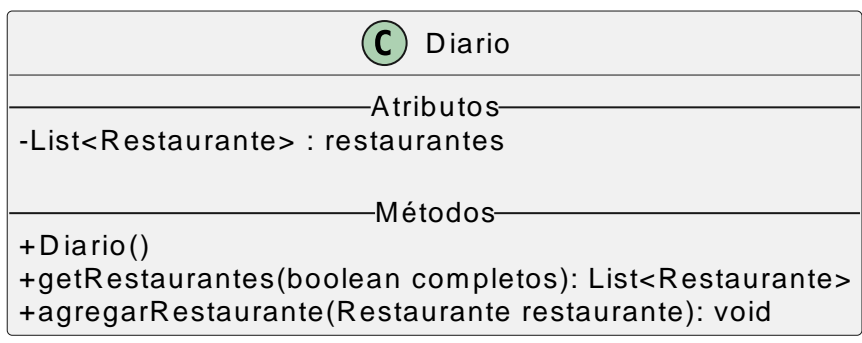 C Diario
Atributos
-List<Restaurante> : restaurantes
Métodos
+Diario()
+getRestaurantes(boolean completos): List<Restaurante>
+agregarRestaurante(Restaurante restaurante): void